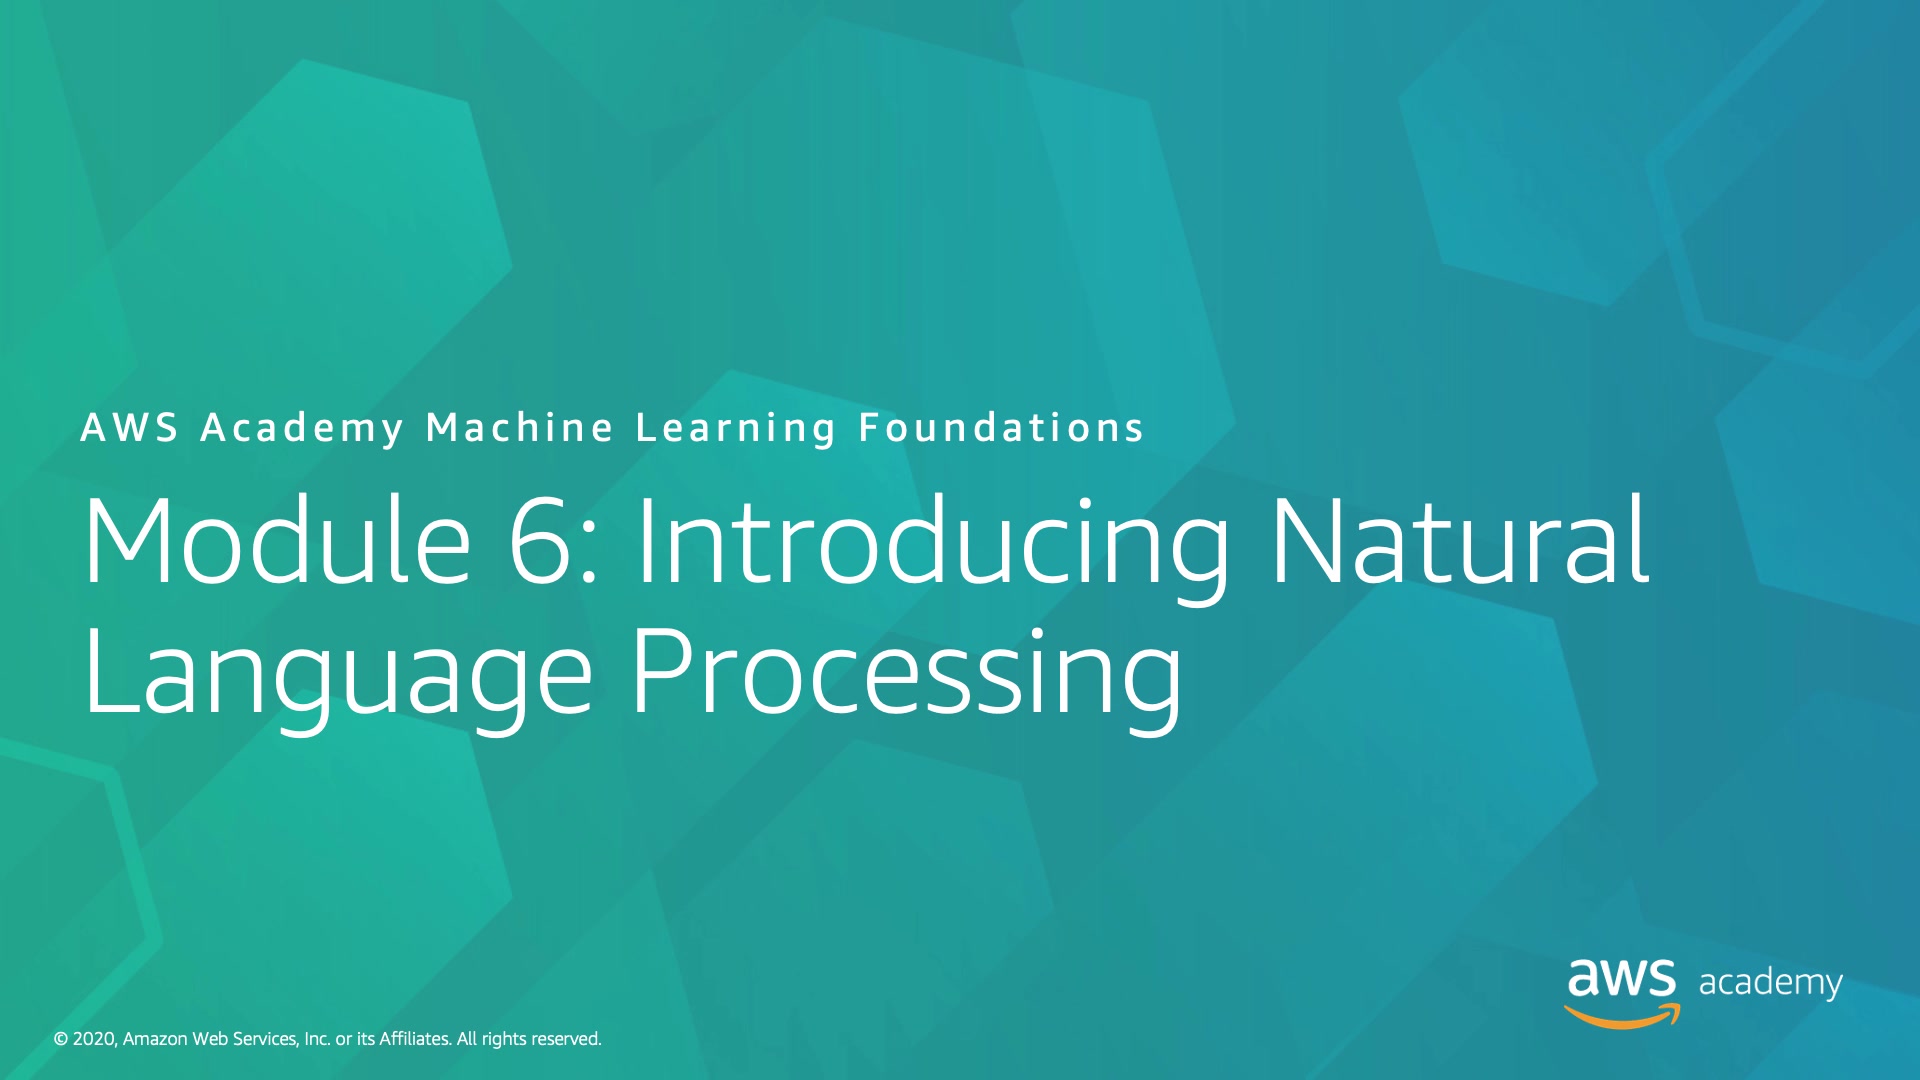 AWS Academy Machine Learning Foundations
Module 6: Introducing Natural
Language Processing
aws academy
© 2020, Amazon Web Services, Inc. or its Affiliates. All rights reserved.